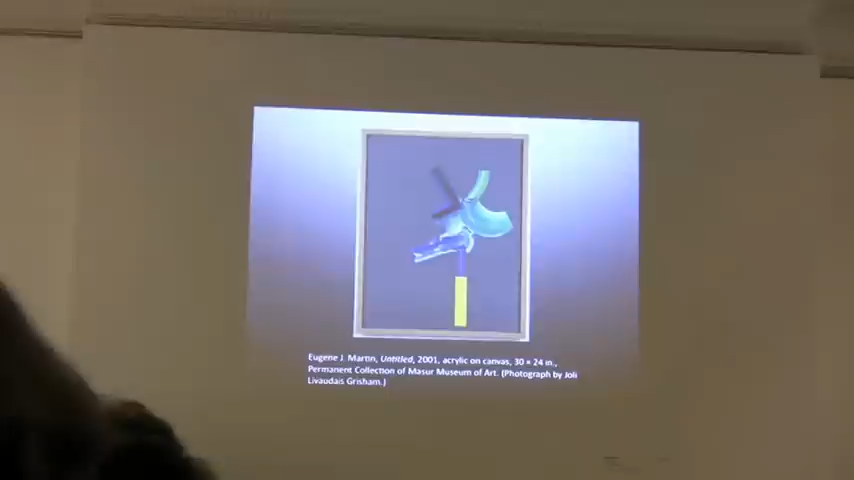 Eugene J. Martin, Untitled, 2001, acrylic on canvas, 30 × 24 in.,
Permanent Collection of Masur Museum of Art. (Photograph by Joli
Livaudais Grisham.)